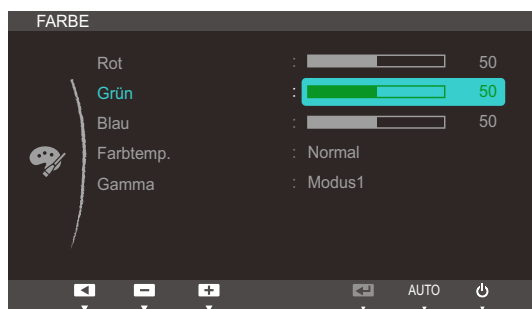 FARBE
Rot : 50
Grün : 50
Blau : 50
Farbtemp. : Normal
Gamma : Modus1
AUTO